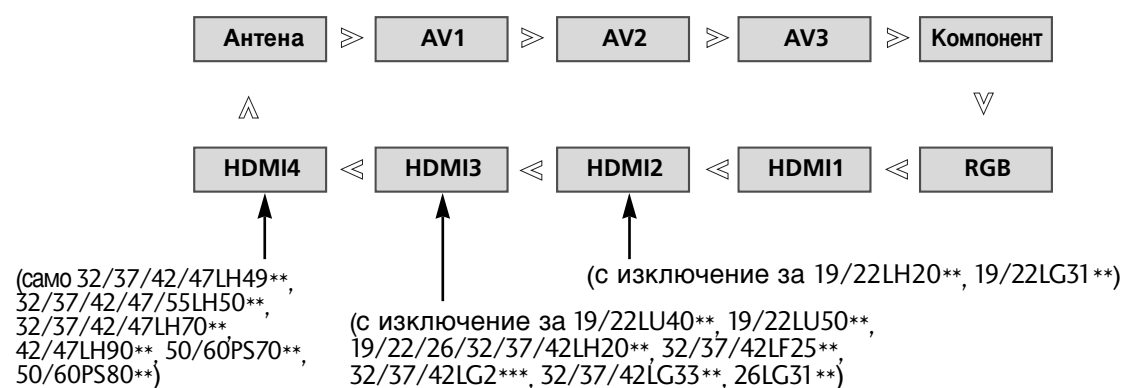 Антена
AV1
AV2
AV3
Компонент
HDMI4
HDMI3
HDMI2
HDMI1
RGB
(само 32/37/42/47LH49**,
32/37/42/47/55LH50**,
32/37/42/47LH70**,
42/47LH90**, 50/60PS70**,
50/60PS80**)
(с изключение за 19/22LU40**, 19/22LU50**,
19/22/26/32/37/42LH20**, 32/37/42LF25**,
32/37/42LG2***, 32/37/42LG33**, 26LG31**)
(с изключение за 19/22LH20**, 19/22LG31**)